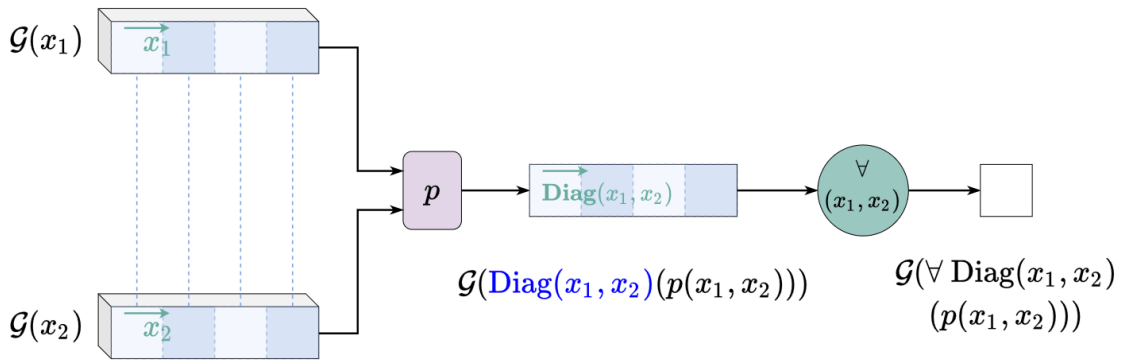 𝒢(x₁)
x₁
p
Diag(x₁, x₂)
∀
(x₁, x₂)
𝒢(Diag(x₁, x₂)(p(x₁, x₂)))
𝒢(∀ Diag(x₁, x₂)
(p(x₁, x₂)))
𝒢(x₂)
x₂